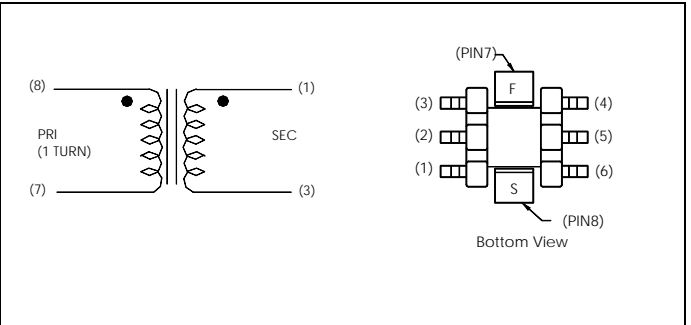 (8)
(1)
PRI
(1 TURN)
SEC
(7)
(3)
(PIN7)
F
(3)
(4)
(2)
(5)
(1)
(6)
S
(PIN8)
Bottom View